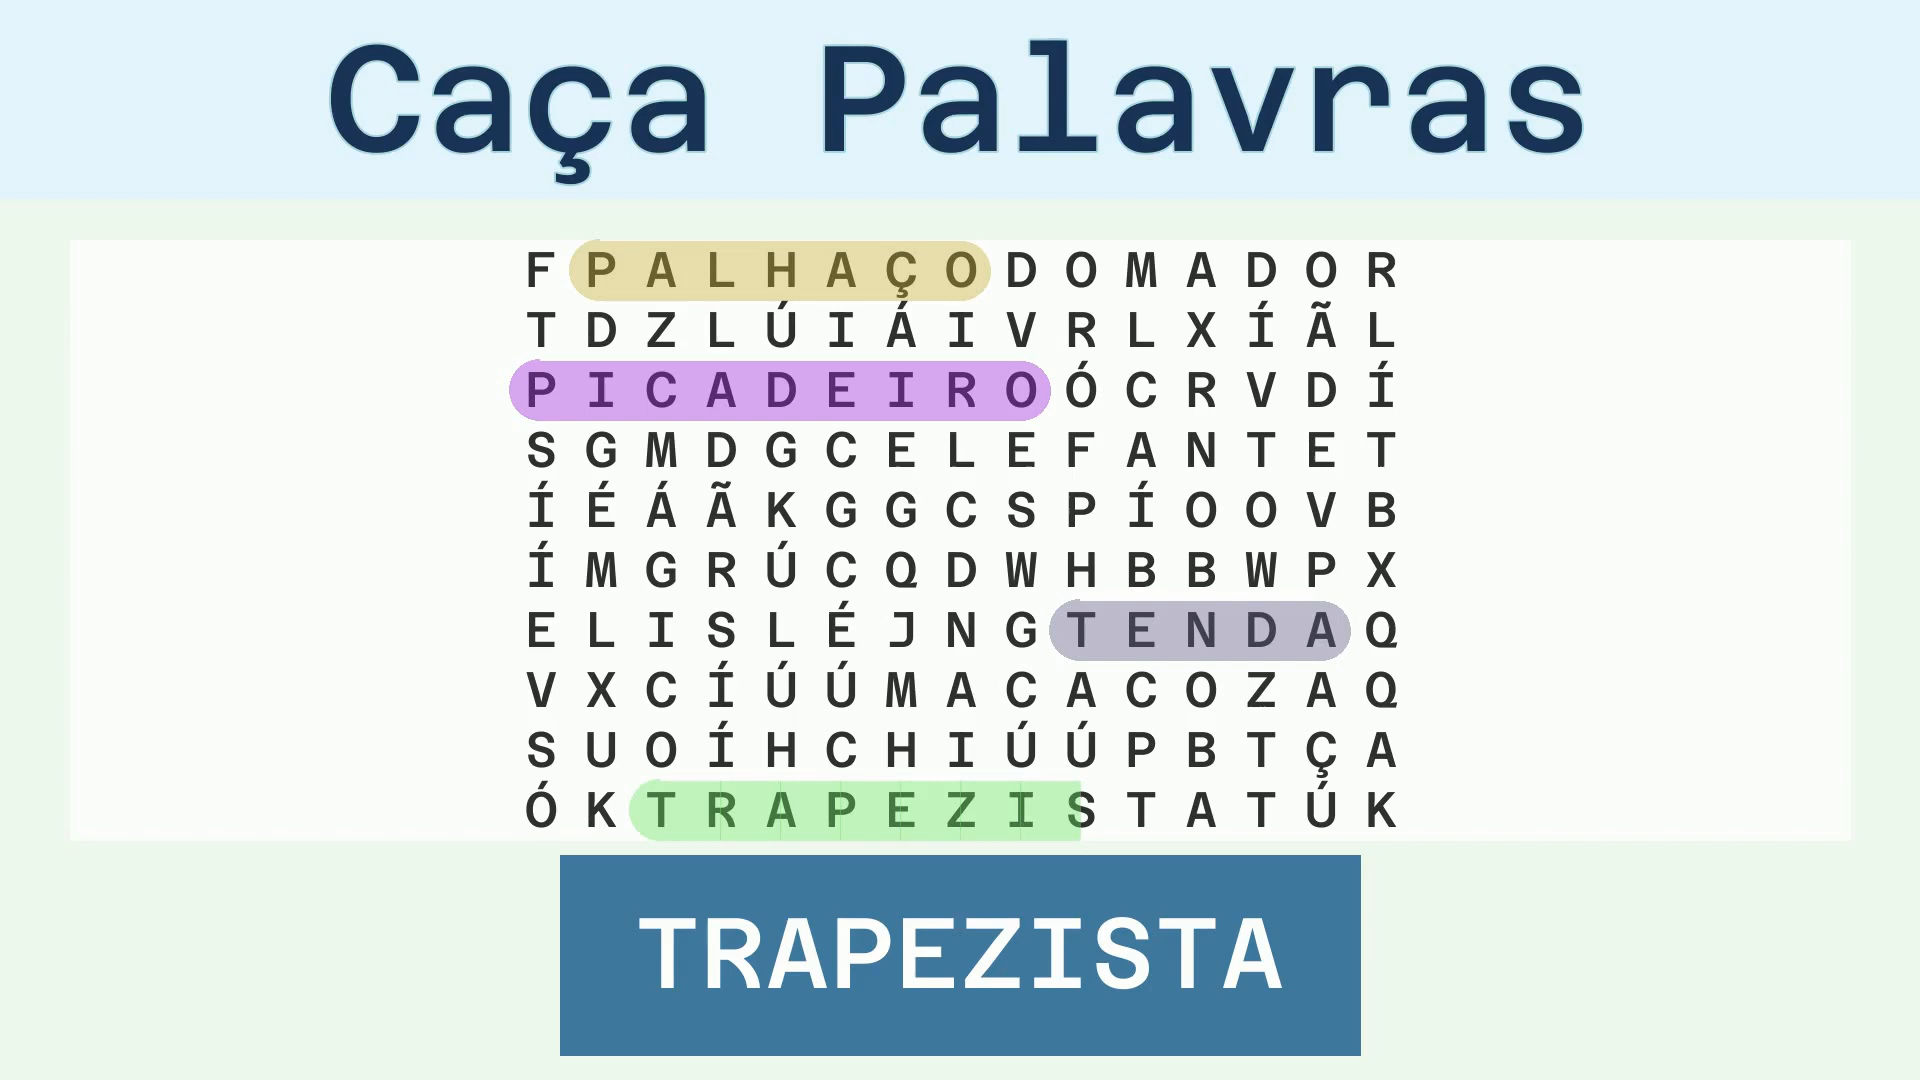 Caça Palavras
F P A L H A Ç O D O M A D O R
T D Z L Ú I Á I V R L X Í Ã L
P I C A D E I R O Ó C R V D Í
S G M D G C E L E F A N T E T
Í É Á Ã K G G C S P Í O O V B
Í M G R Ú C Q D W H B B W P X
E L I S L É J N G T E N D A Q
V X C Í Ú Ú M A C A C O Z A Q
S U O Í H C H I Ú Ú P B T Ç A
Ó K T R A P E Z I S T A T Ú K
TRAPEZISTA